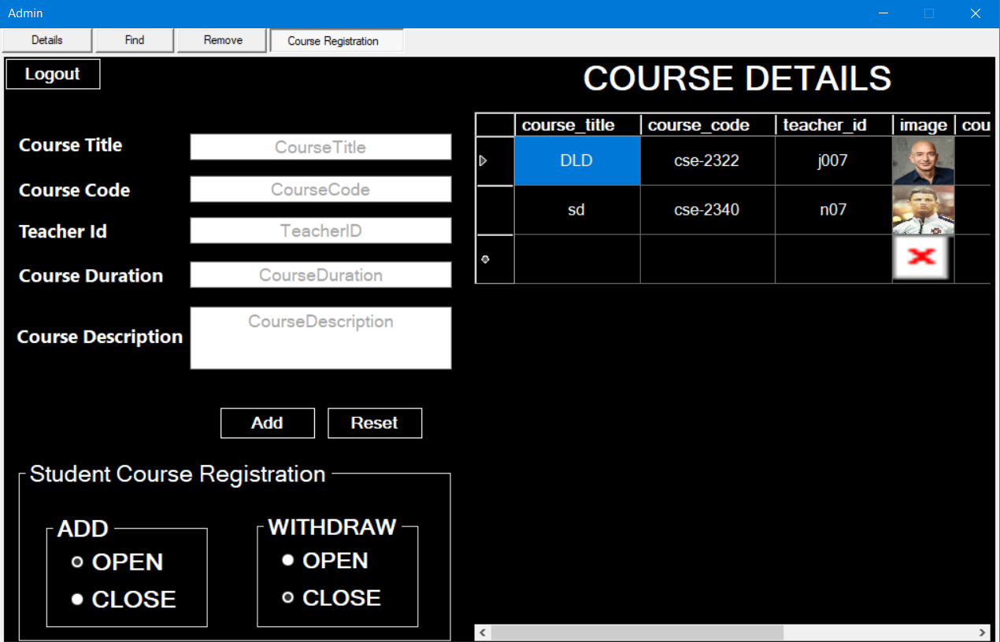 Admin
Details Find Remove Course Registration
Logout
COURSE DETAILS
course_title course_code teacher_id image cou
DLD cse-2322 j007
sd cse-2340 n07
Course Title CourseTitle
Course Code CourseCode
Teacher Id TeacherID
Course Duration CourseDuration
Course Description CourseDescription
Add Reset
Student Course Registration
ADD
OPEN
CLOSE
WITHDRAW
OPEN
CLOSE